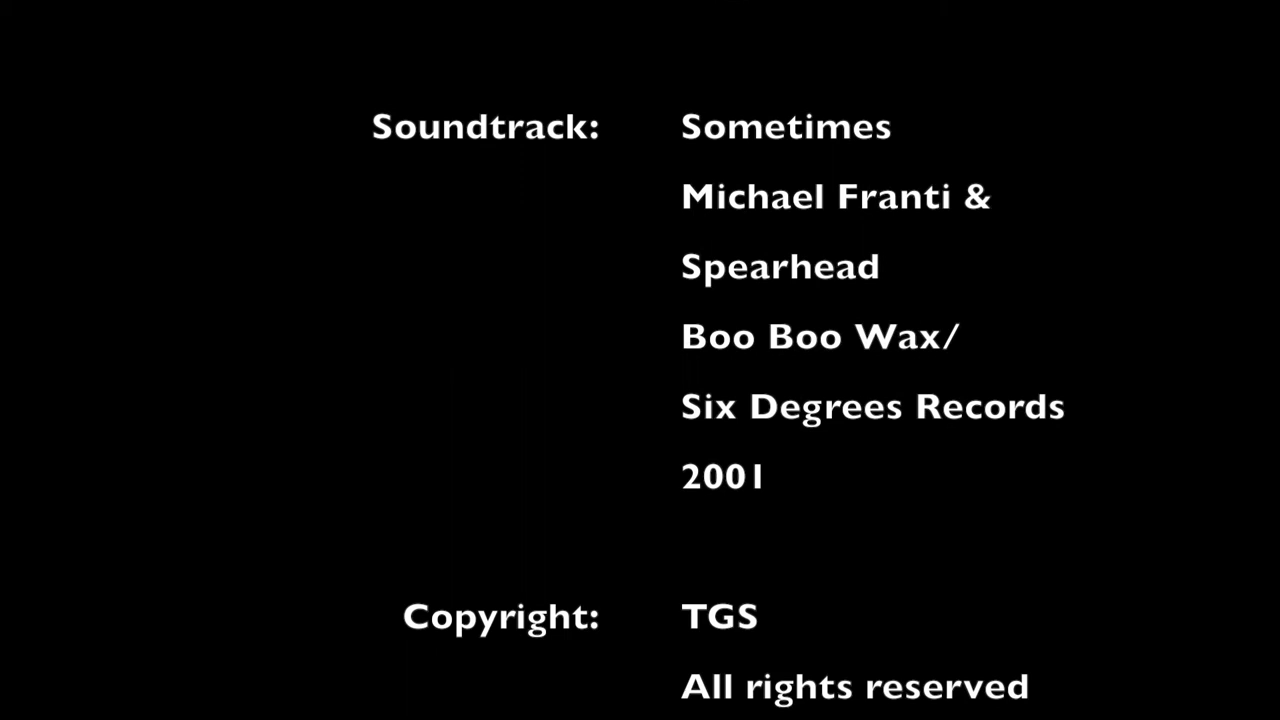 Soundtrack: Sometimes
Michael Franti &
Spearhead
Boo Boo Wax/
Six Degrees Records
2001
Copyright: TGS
All rights reserved